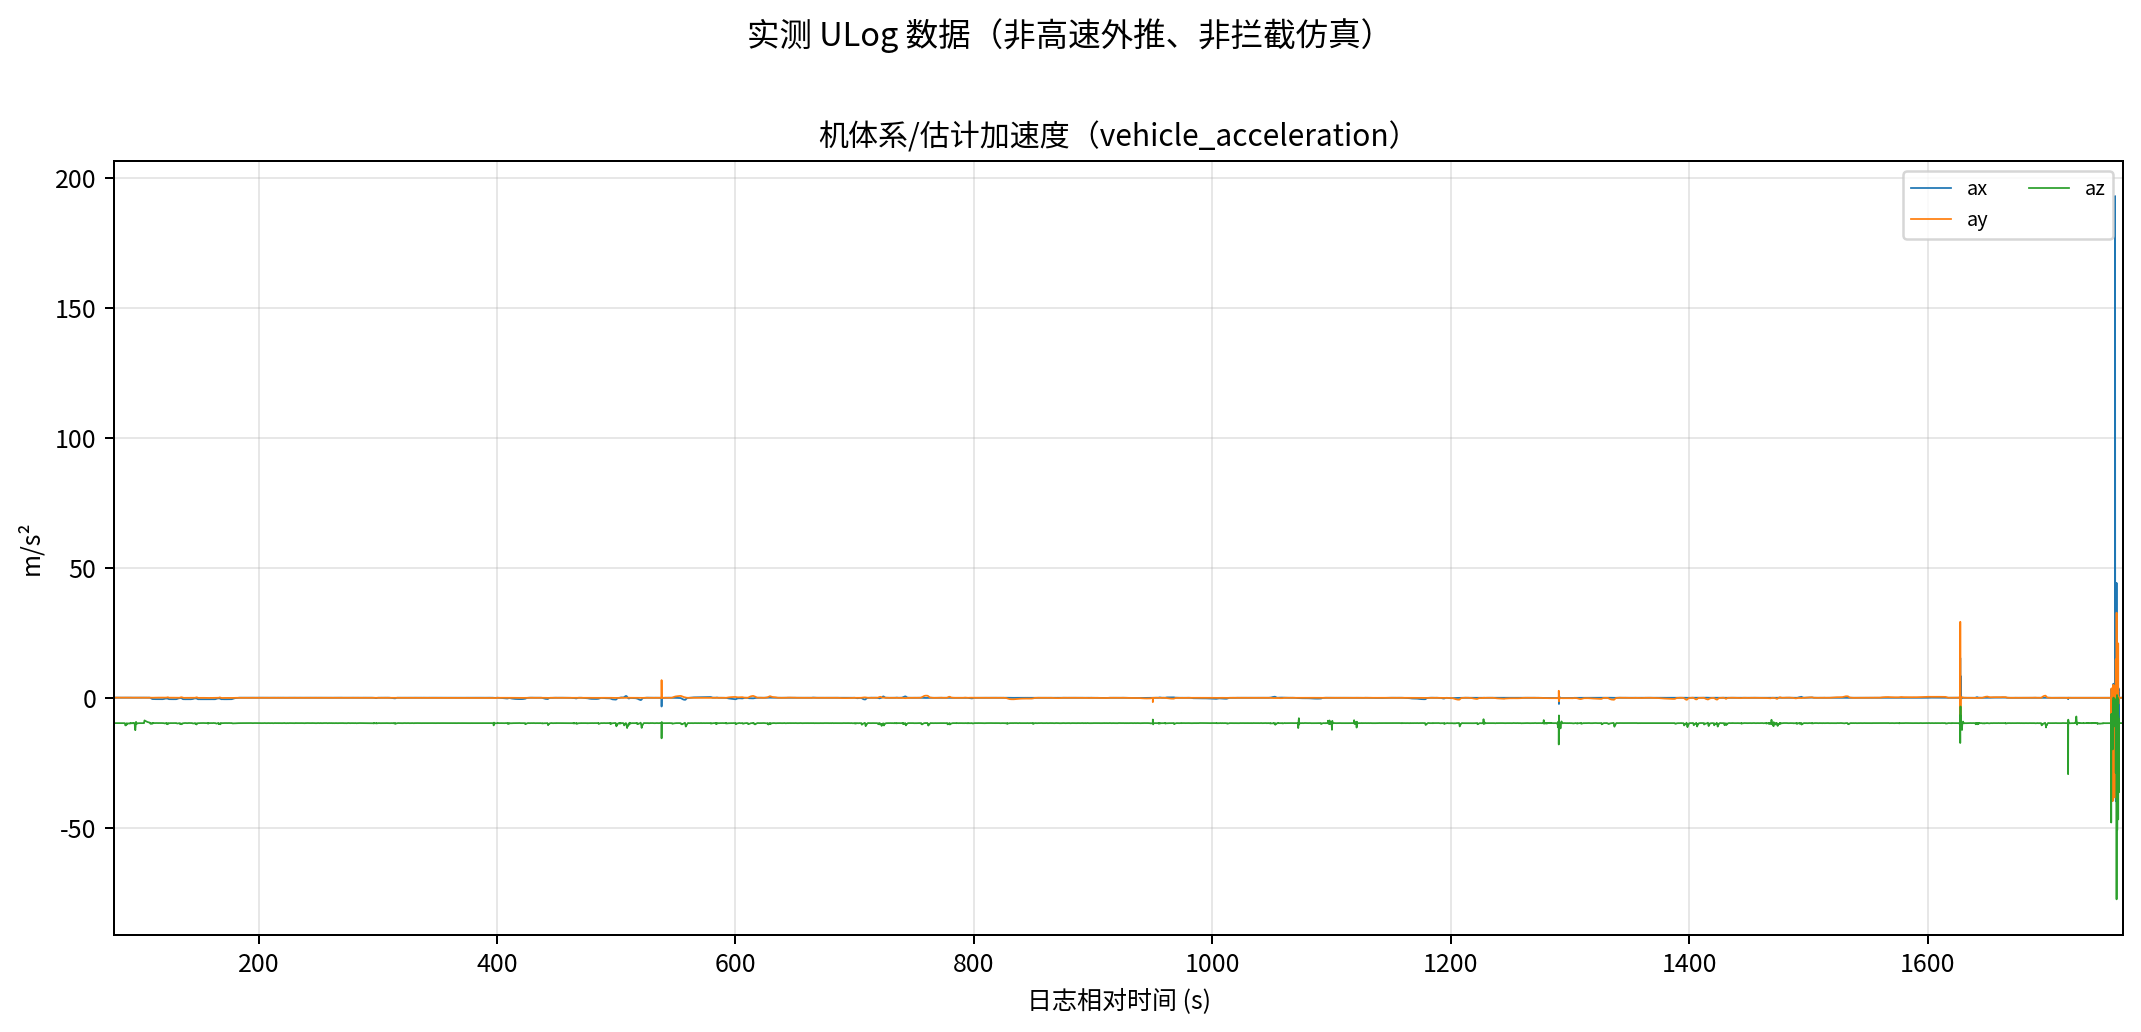 实测 ULog 数据（非高速外推、非拦截仿真）
机体系/估计加速度（vehicle_acceleration）
200
150
100
50
0
-50
m/s²
ax
az
ay
200
400
600
800
1000
1200
1400
1600
日志相对时间 (s)